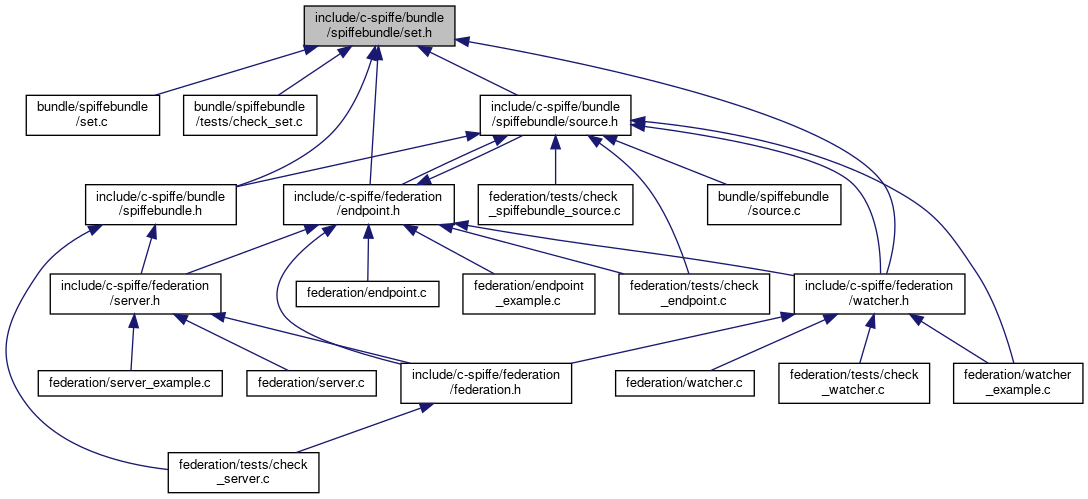 include/c-spiffe/bundle
/spiffebundle/set.h
bundle/spiffebundle
/set.c
bundle/spiffebundle
/tests/check_set.c
include/c-spiffe/bundle
/spiffebundle/source.h
include/c-spiffe/bundle
/spiffebundle.h
include/c-spiffe/federation
/endpoint.h
federation/tests/check
_spiffebundle_source.c
bundle/spiffebundle
/source.c
include/c-spiffe/federation
/server.h
federation/endpoint.c
federation/endpoint
_example.c
federation/tests/check
_endpoint.c
include/c-spiffe/federation
/watcher.h
federation/server_example.c
federation/server.c
include/c-spiffe/federation
/federation.h
federation/watcher.c
federation/tests/check
_watcher.c
federation/watcher
_example.c
federation/tests/check
_server.c